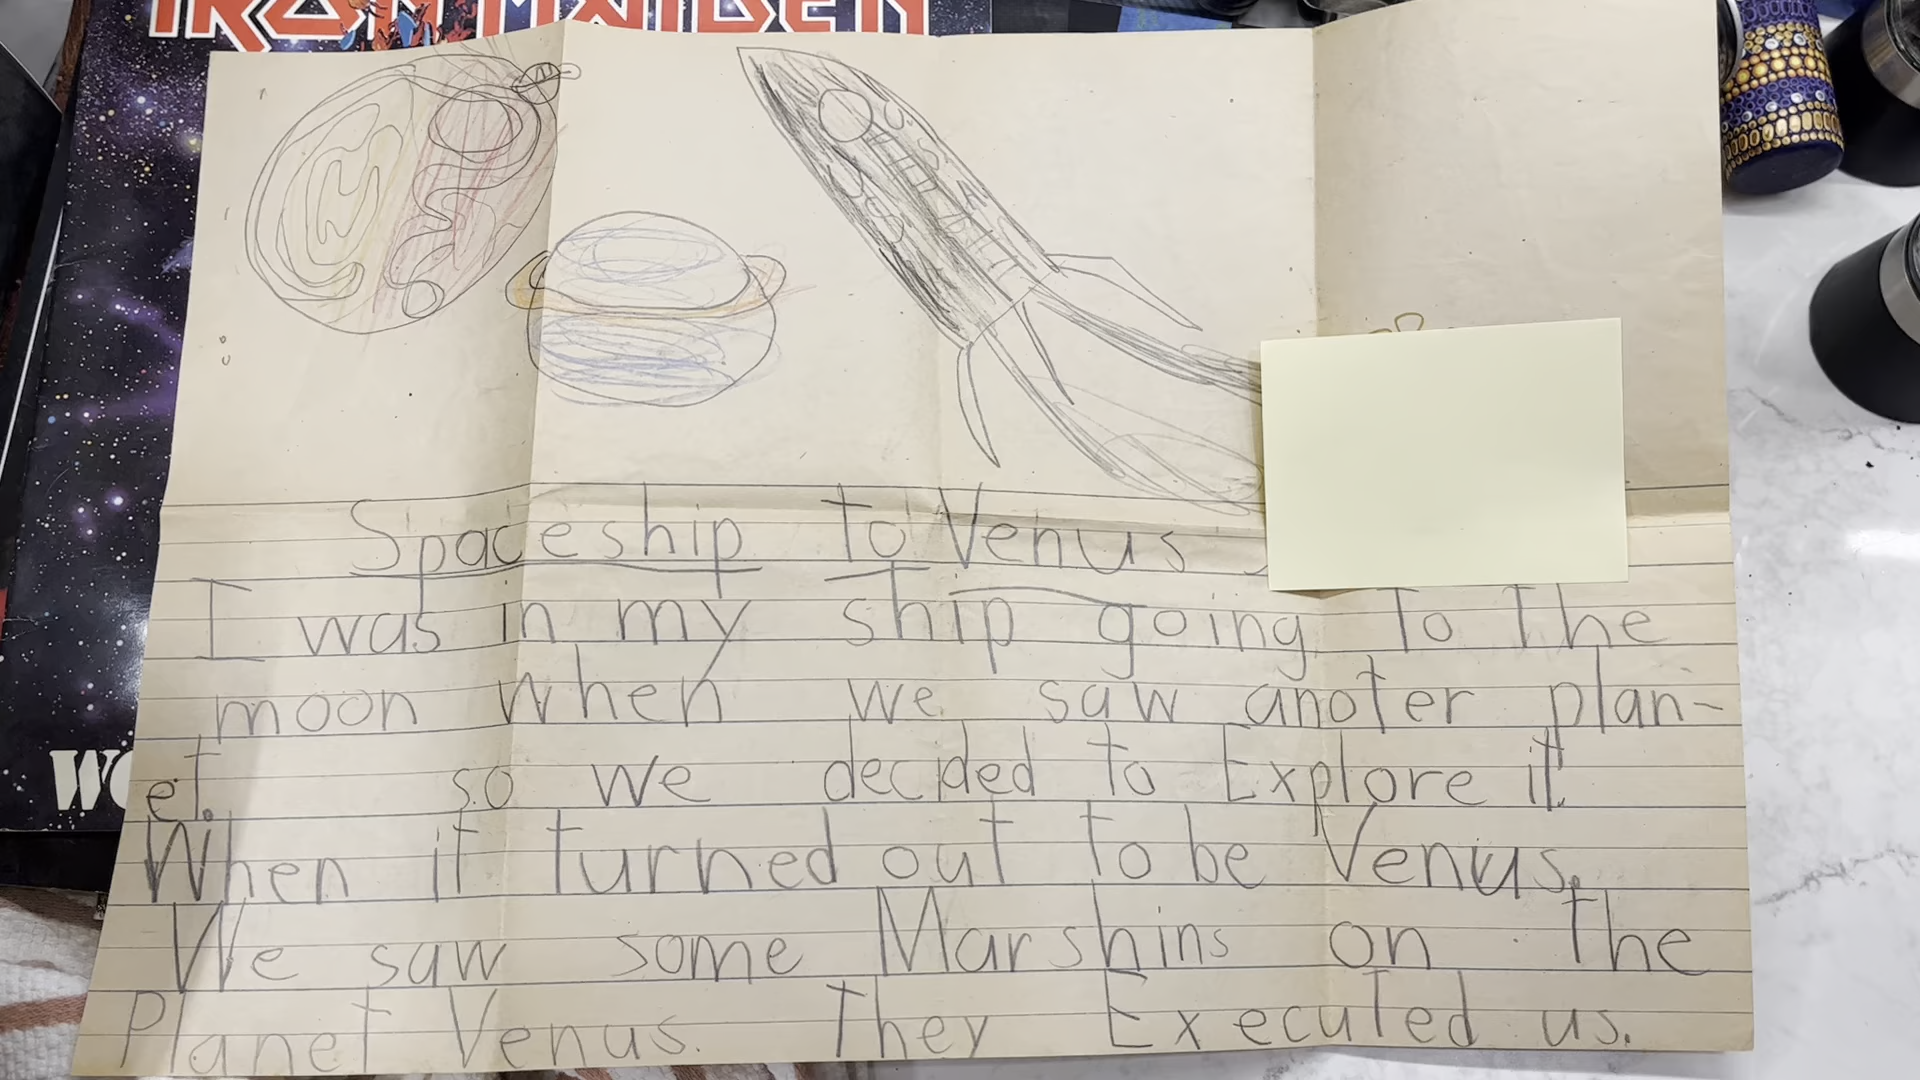 IRON MAIDEN
U.S.A
USA
Spaceship to Venus
I was in my ship going to the
moon when we saw anoter plan-
et. so we decided to Explore it.
When it turned out to be Venus.
We saw some Marshins on the
Planet Venus. They Executed us.